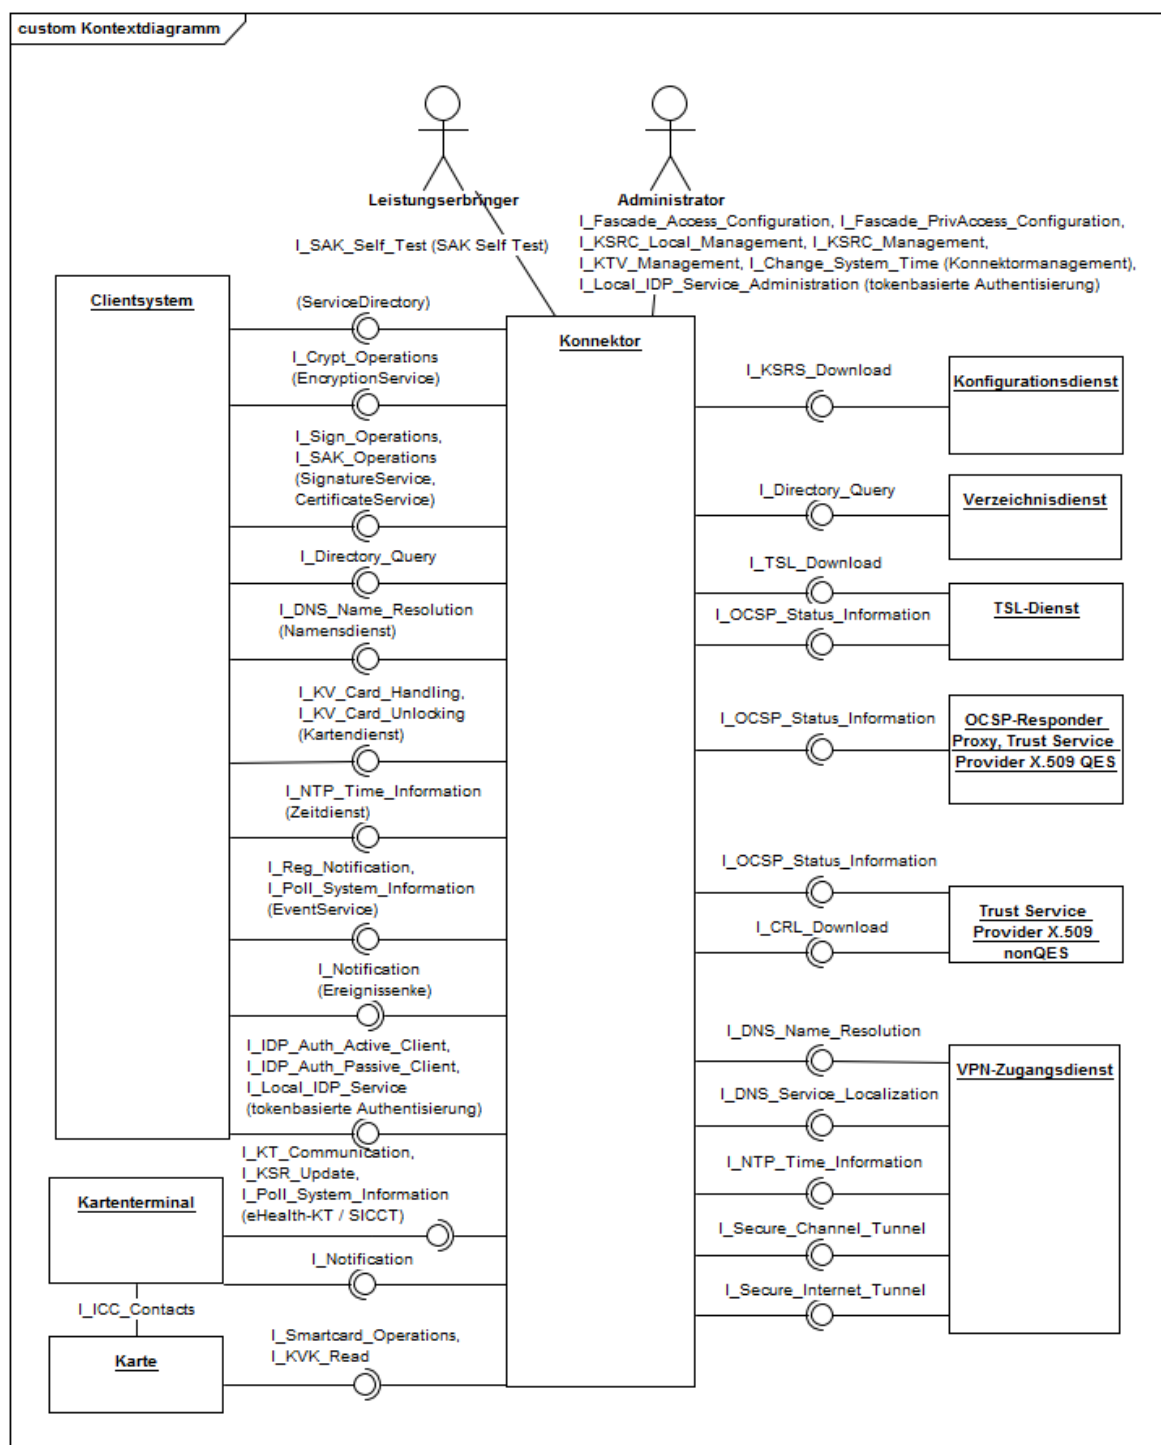 custom Kontextdiagramm
Leistungserbringer
Administrator
I_SAK_Self_Test (SAK Self Test)
I_Fascade_Access_Configuration, I_Fascade_PrivAccess_Configuration,
I_KSRC_Local_Management, I_KSRC_Management,
I_KTV_Management, I_Change_System_Time (Konnektormanagement),
I_Local_IDP_Service_Administration (tokenbasierte Authentisierung)
Clientsystem
(ServiceDirectory)
I_Crypt_Operations
(EncryptionService)
I_Sign_Operations,
I_SAK_Operations
(SignatureService,
CertificateService)
I_Directory_Query
I_DNS_Name_Resolution
(Namensdienst)
I_KV_Card_Handling,
I_KV_Card_Unlocking
(Kartendienst)
I_NTP_Time_Information
(Zeitdienst)
I_Reg_Notification,
I_Poll_System_Information
(EventService)
I_Notification
(Ereignissenke)
I_IDP_Auth_Active_Client,
I_IDP_Auth_Passive_Client,
I_Local_IDP_Service
(tokenbasierte Authentisierung)
I_KT_Communication,
I_KSR_Update,
I_Poll_System_Information
(eHealth-KT / SICCT)
Kartenterminal
I_Notification
I_ICC_Contacts
I_Smartcard_Operations,
I_KVK_Read
Karte
Konnektor
I_KSRS_Download
Konfigurationsdienst
I_Directory_Query
Verzeichnisdienst
I_TSL_Download
I_OCSP_Status_Information
TSL-Dienst
I_OCSP_Status_Information
OCSP-Responder
Proxy, Trust Service
Provider X.509 QES
I_OCSP_Status_Information
I_CRL_Download
Trust Service
Provider X.509
nonQES
I_DNS_Name_Resolution
VPN-Zugangsdienst
I_DNS_Service_Localization
I_NTP_Time_Information
I_Secure_Channel_Tunnel
I_Secure_Internet_Tunnel